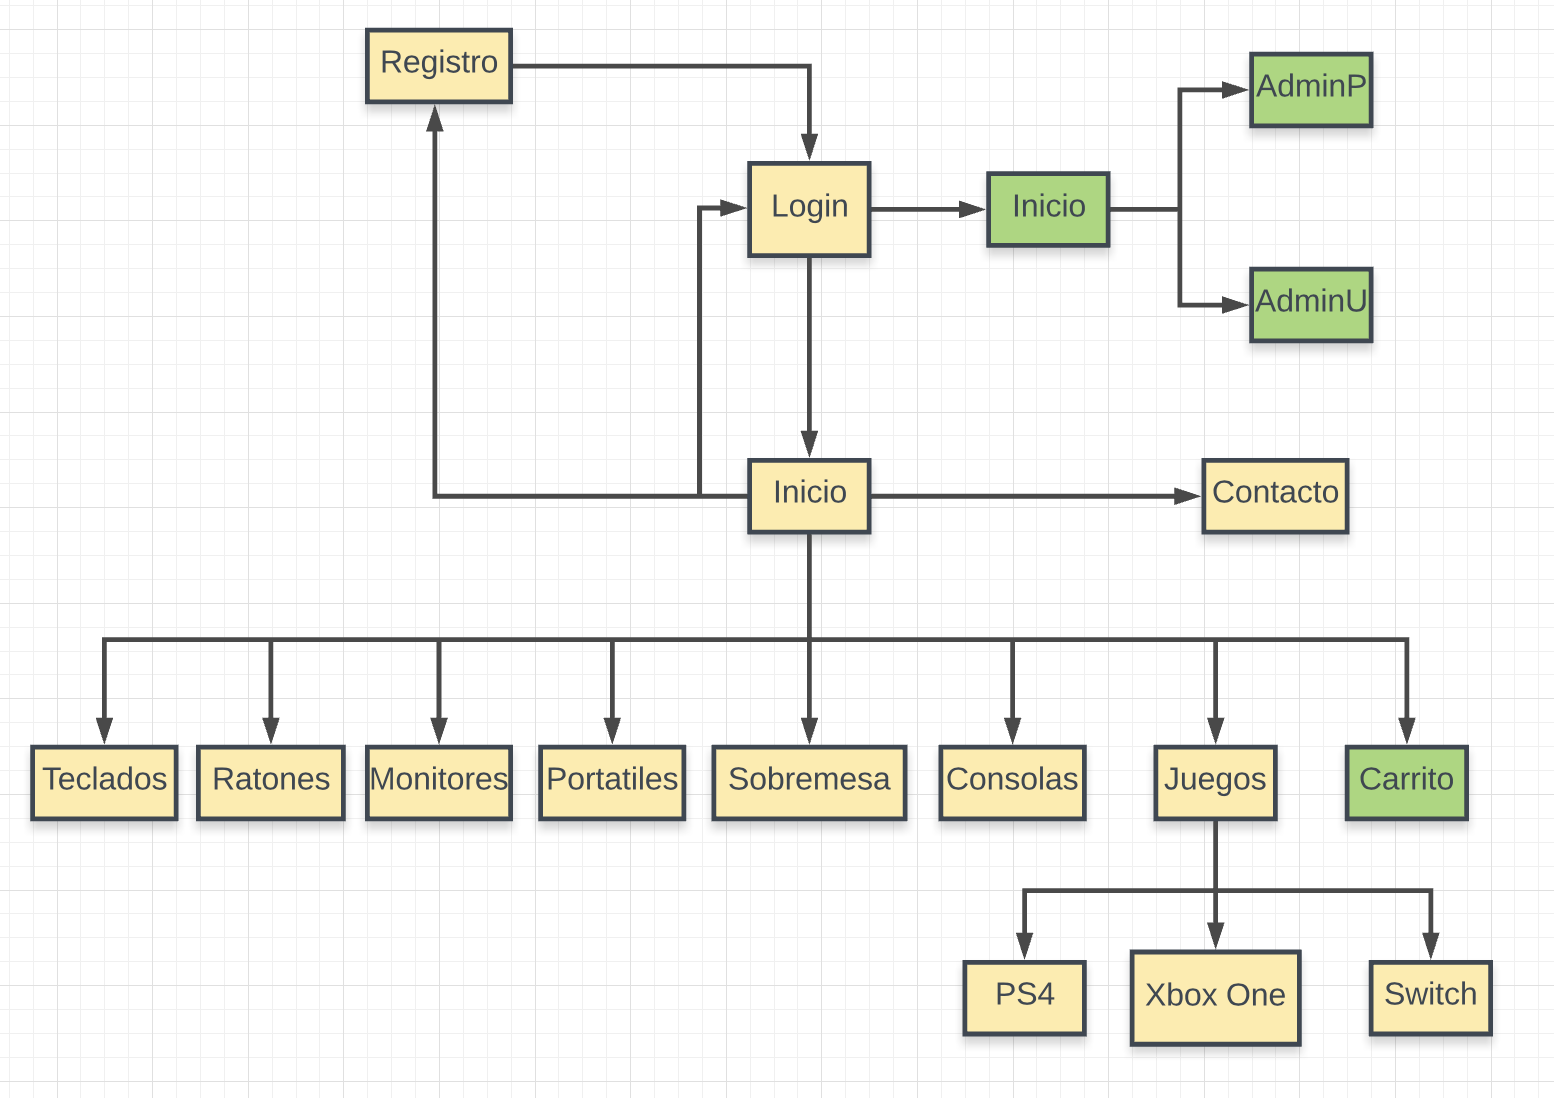 Registro
AdminP
Login
Inicio
AdminU
Inicio
Contacto
Teclados
Ratones
Monitores
Portatiles
Sobremesa
Consolas
Juegos
Carrito
PS4
Xbox One
Switch